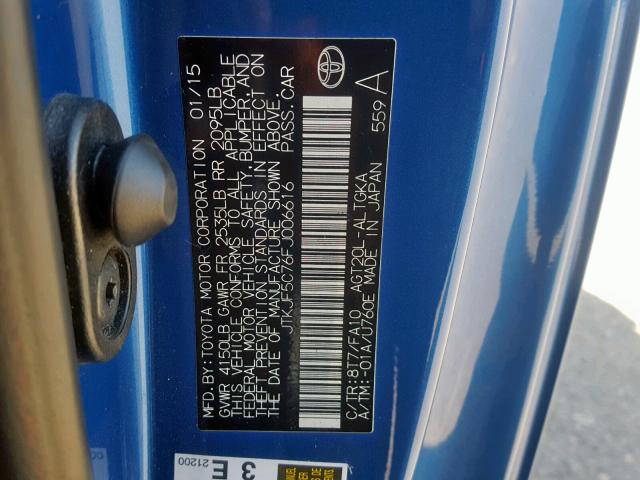 MFD. BY: TOYOTA MOTOR CORPORATION 01/15
GVWR 4150LB GAWR FR 2535LB RR 2095LB
THIS VEHICLE CONFORMS TO ALL APPLICABLE
FEDERAL MOTOR VEHICLE SAFETY, BUMPER, AND
THEFT PREVENTION STANDARDS IN EFFECT ON
THE DATE OF MANUFACTURE SHOWN ABOVE.
JTKJF5C76FJ006616 PASS. CAR
C/TR: 8T7/FA10 AGT20L-ALTGKA
A/TM: -01A/U760E MADE IN JAPAN
559 A
21200
3 E